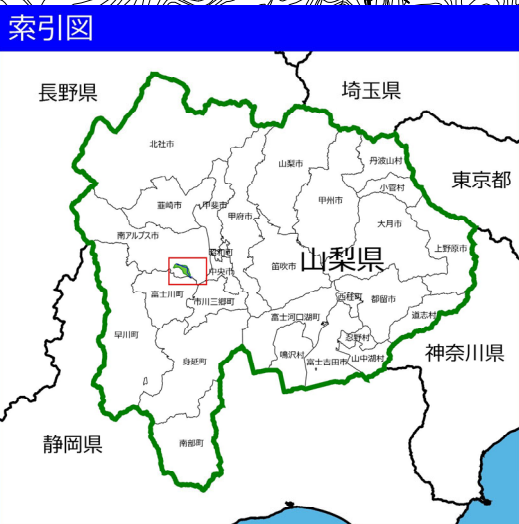 索引図
長野県
埼玉県
北杜市
山梨市
丹波山村
東京都
小菅村
韮崎市
甲斐市
甲府市
甲州市
大月市
南アルプス市
上野原市
昭和町
山梨県
中央市
笛吹市
富士川町
市川三郷町
西桂町
都留市
富士河口湖町
道志村
早川町
忍野村
身延町
鳴沢村
富士吉田市
山中湖村
神奈川県
静岡県
南部町